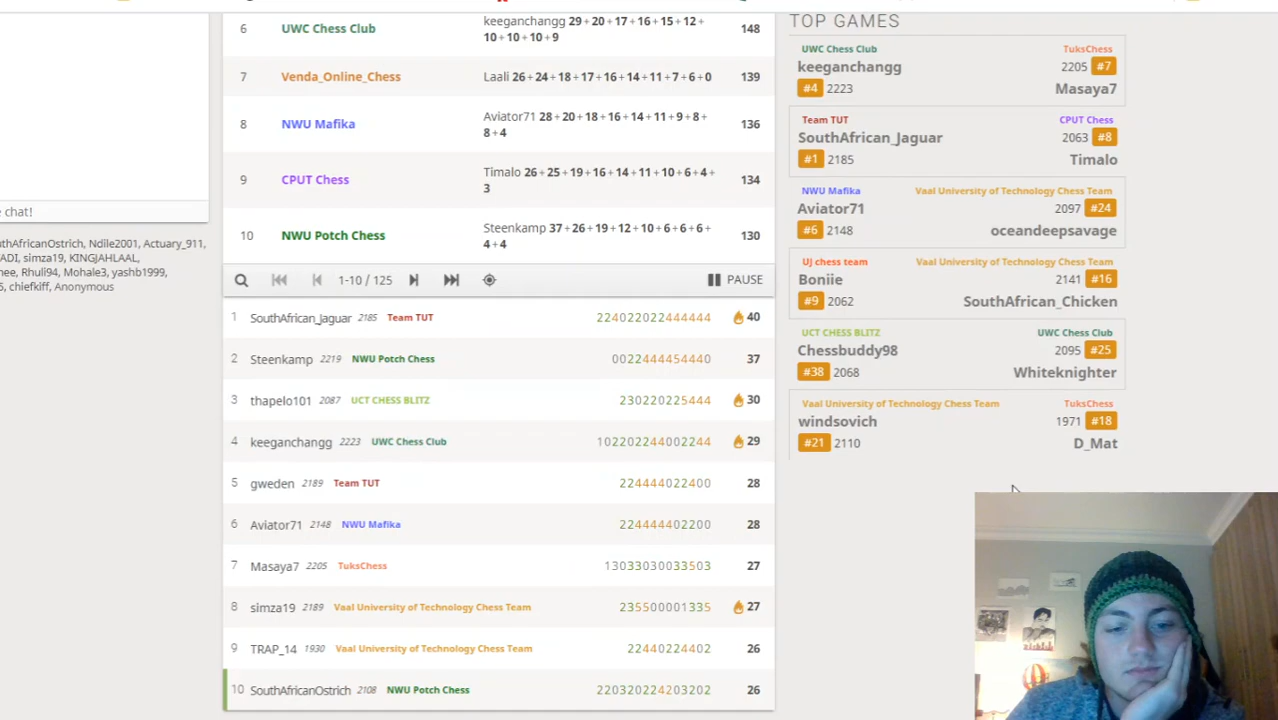 6 UWC Chess Club keeganchangg 29 + 20 + 17 + 16 + 15 + 12 + 148
10 + 10 + 10 + 9
7 Venda_Online_Chess Laali 26 + 24 + 18 + 17 + 16 + 14 + 11 + 7 + 6 + 0 139
8 NWU Mafika Aviator71 28 + 20 + 18 + 16 + 14 + 11 + 9 + 8 + 136
8 + 4
9 CPUT Chess Timalo 26 + 25 + 19 + 16 + 14 + 11 + 10 + 6 + 4 + 134
3
10 NWU Potch Chess Steenkamp 37 + 26 + 19 + 12 + 10 + 6 + 6 + 6 + 130
4 + 4
1-10 / 125 PAUSE
1 SouthAfrican_Jaguar 2185 Team TUT 224022022444444 40
2 Steenkamp 2219 NWU Potch Chess 0022444454440 37
3 thapelo101 2087 UCT CHESS BLITZ 230220225444 30
4 keeganchangg 2223 UWC Chess Club 102202244002244 29
5 gweden 2189 Team TUT 224444022400 28
6 Aviator71 2148 NWU Mafika 224444402200 28
7 Masaya7 2205 TuksChess 13033030033503 27
8 simza19 2189 Vaal University of Technology Chess Team 235500001335 27
9 TRAP_14 1930 Vaal University of Technology Chess Team 22440224402 26
10 SouthAfricanOstrich 2108 NWU Potch Chess 220320224203202 26
e chat!
uthAfricanOstrich, Ndile2001, Actuary_911,
ADI, simza19, KINGJAHLAAL,
nee, Rhuli94, Mohale3, yashb1999,
5, chiefkiff, Anonymous
TOP GAMES
UWC Chess Club TuksChess
keeganchangg 2205 #7
#4 2223 Masaya7
Team TUT CPUT Chess
SouthAfrican_Jaguar 2063 #8
#1 2185 Timalo
NWU Mafika Vaal University of Technology Chess Team
Aviator71 2097 #24
#6 2148 oceandeepsavage
UJ chess team Vaal University of Technology Chess Team
Boniie 2141 #16
#9 2062 SouthAfrican_Chicken
UCT CHESS BLITZ UWC Chess Club
Chessbuddy98 2095 #25
#38 2068 Whiteknighter
Vaal University of Technology Chess Team TuksChess
windsovich 1971 #18
#21 2110 D_Mat